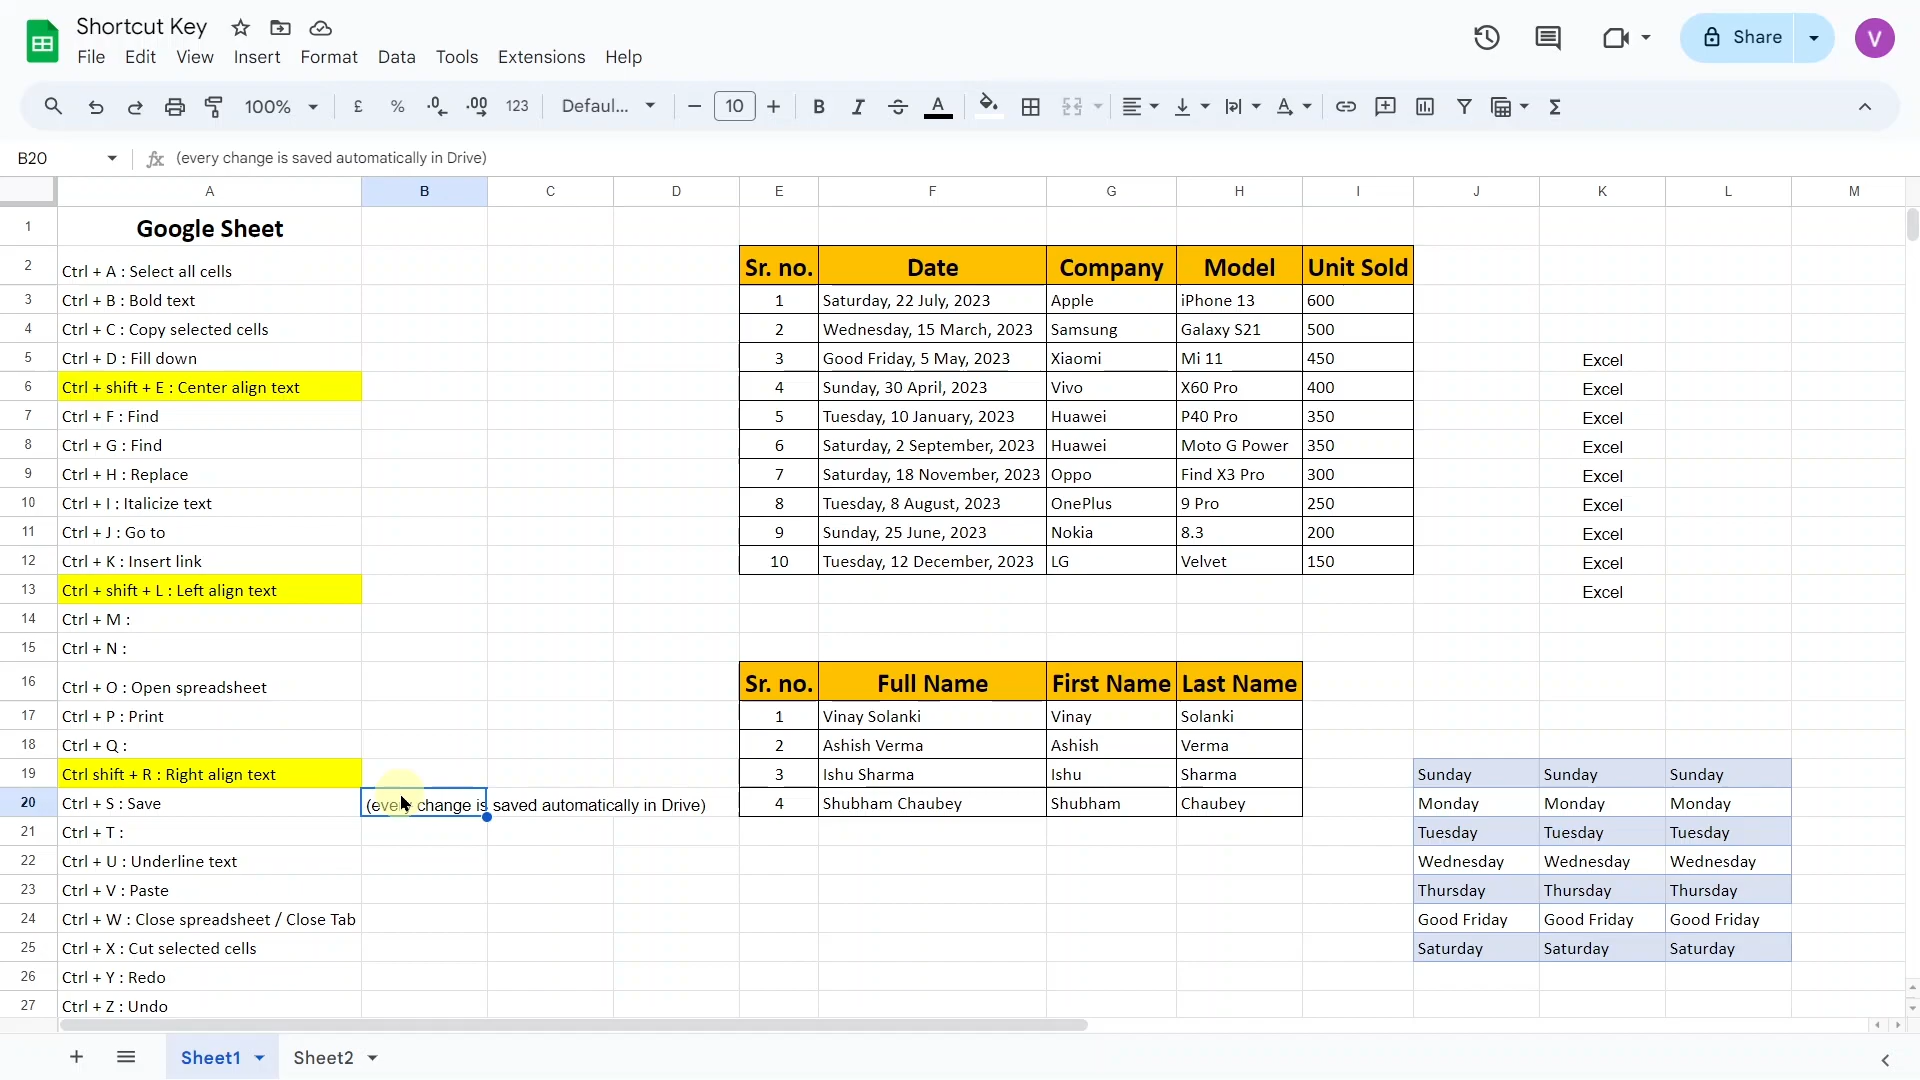 Shortcut Key
File Edit View Insert Format Data Tools Extensions Help
Share
V
100% £ % .0 .00 123 Defaul... 10 B I S A Σ
B20 fx (every change is saved automatically in Drive)
A B C D E F G H I J K L M
1 Google Sheet
2 Ctrl + A : Select all cells Sr. no. Date Company Model Unit Sold
3 Ctrl + B : Bold text 1 Saturday, 22 July, 2023 Apple iPhone 13 600
4 Ctrl + C : Copy selected cells 2 Wednesday, 15 March, 2023 Samsung Galaxy S21 500
5 Ctrl + D : Fill down 3 Good Friday, 5 May, 2023 Xiaomi Mi 11 450 Excel
6 Ctrl + shift + E : Center align text 4 Sunday, 30 April, 2023 Vivo X60 Pro 400 Excel
7 Ctrl + F : Find 5 Tuesday, 10 January, 2023 Huawei P40 Pro 350 Excel
8 Ctrl + G : Find 6 Saturday, 2 September, 2023 Huawei Moto G Power 350 Excel
9 Ctrl + H : Replace 7 Saturday, 18 November, 2023 Oppo Find X3 Pro 300 Excel
10 Ctrl + I : Italicize text 8 Tuesday, 8 August, 2023 OnePlus 9 Pro 250 Excel
11 Ctrl + J : Go to 9 Sunday, 25 June, 2023 Nokia 8.3 200 Excel
12 Ctrl + K : Insert link 10 Tuesday, 12 December, 2023 LG Velvet 150 Excel
13 Ctrl + shift + L : Left align text Excel
14 Ctrl + M :
15 Ctrl + N :
16 Ctrl + O : Open spreadsheet Sr. no. Full Name First Name Last Name
17 Ctrl + P : Print 1 Vinay Solanki Vinay Solanki
18 Ctrl + Q : 2 Ashish Verma Ashish Verma
19 Ctrl shift + R : Right align text 3 Ishu Sharma Ishu Sharma Sunday Sunday Sunday
20 Ctrl + S : Save (every change is saved automatically in Drive) 4 Shubham Chaubey Shubham Chaubey Monday Monday Monday
21 Ctrl + T : Tuesday Tuesday Tuesday
22 Ctrl + U : Underline text Wednesday Wednesday Wednesday
23 Ctrl + V : Paste Thursday Thursday Thursday
24 Ctrl + W : Close spreadsheet / Close Tab Good Friday Good Friday Good Friday
25 Ctrl + X : Cut selected cells Saturday Saturday Saturday
26 Ctrl + Y : Redo
27 Ctrl + Z : Undo
Sheet1 Sheet2